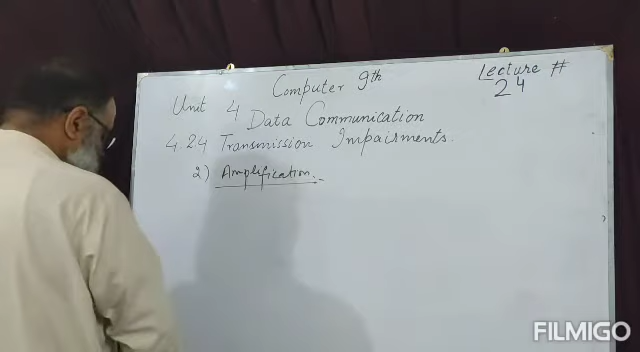 Computer 9th
Lecture #
24
Unit 4 Data Communication
4.24 Transmission Impairments.
2) Amplification:-
FILMIGO